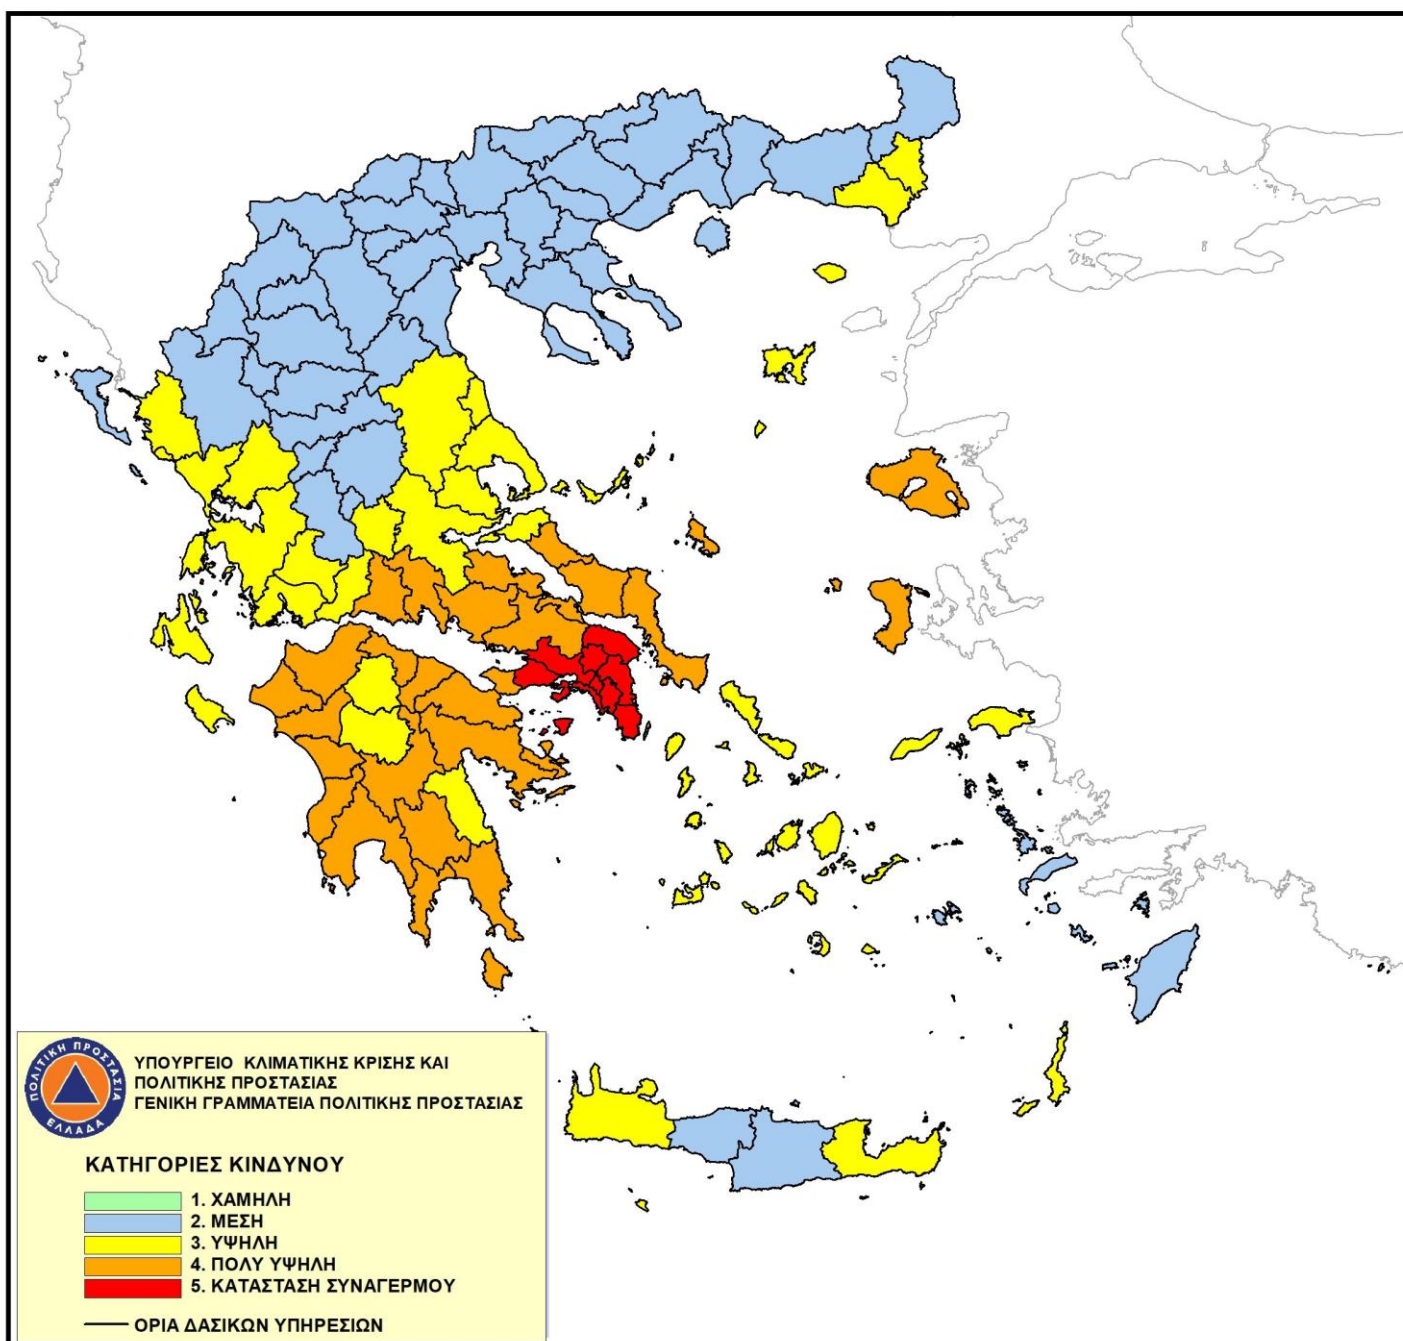 ΠΟΛΙΤΙΚΗ ΠΡΟΣΤΑΣΙΑ
ΕΛΛΑΔΑ
ΥΠΟΥΡΓΕΙΟ ΚΛΙΜΑΤΙΚΗΣ ΚΡΙΣΗΣ ΚΑΙ
ΠΟΛΙΤΙΚΗΣ ΠΡΟΣΤΑΣΙΑΣ
ΓΕΝΙΚΗ ΓΡΑΜΜΑΤΕΙΑ ΠΟΛΙΤΙΚΗΣ ΠΡΟΣΤΑΣΙΑΣ
ΚΑΤΗΓΟΡΙΕΣ ΚΙΝΔΥΝΟΥ
1. ΧΑΜΗΛΗ
2. ΜΕΣΗ
3. ΥΨΗΛΗ
4. ΠΟΛΥ ΥΨΗΛΗ
5. ΚΑΤΑΣΤΑΣΗ ΣΥΝΑΓΕΡΜΟΥ
ΟΡΙΑ ΔΑΣΙΚΩΝ ΥΠΗΡΕΣΙΩΝ